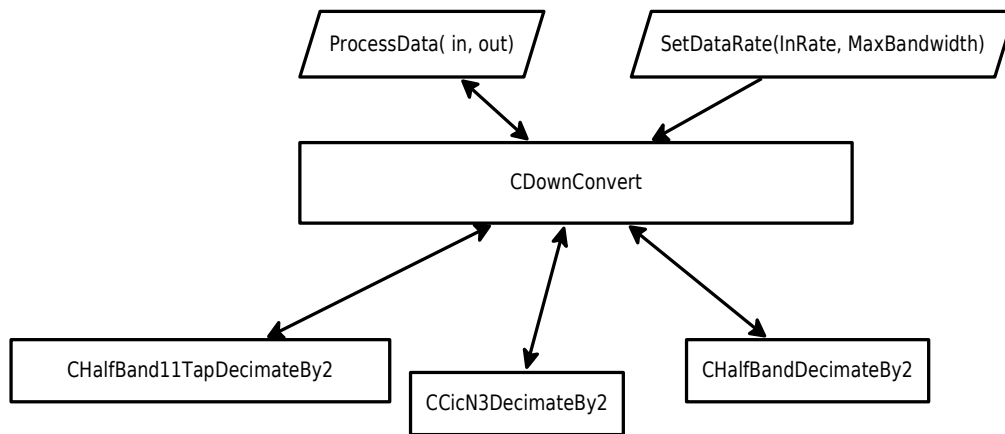 ProcessData( in, out)
SetDataRate(InRate, MaxBandwidth)
CDownConvert
CHalfBand11TapDecimateBy2
CCicN3DecimateBy2
CHalfBandDecimateBy2